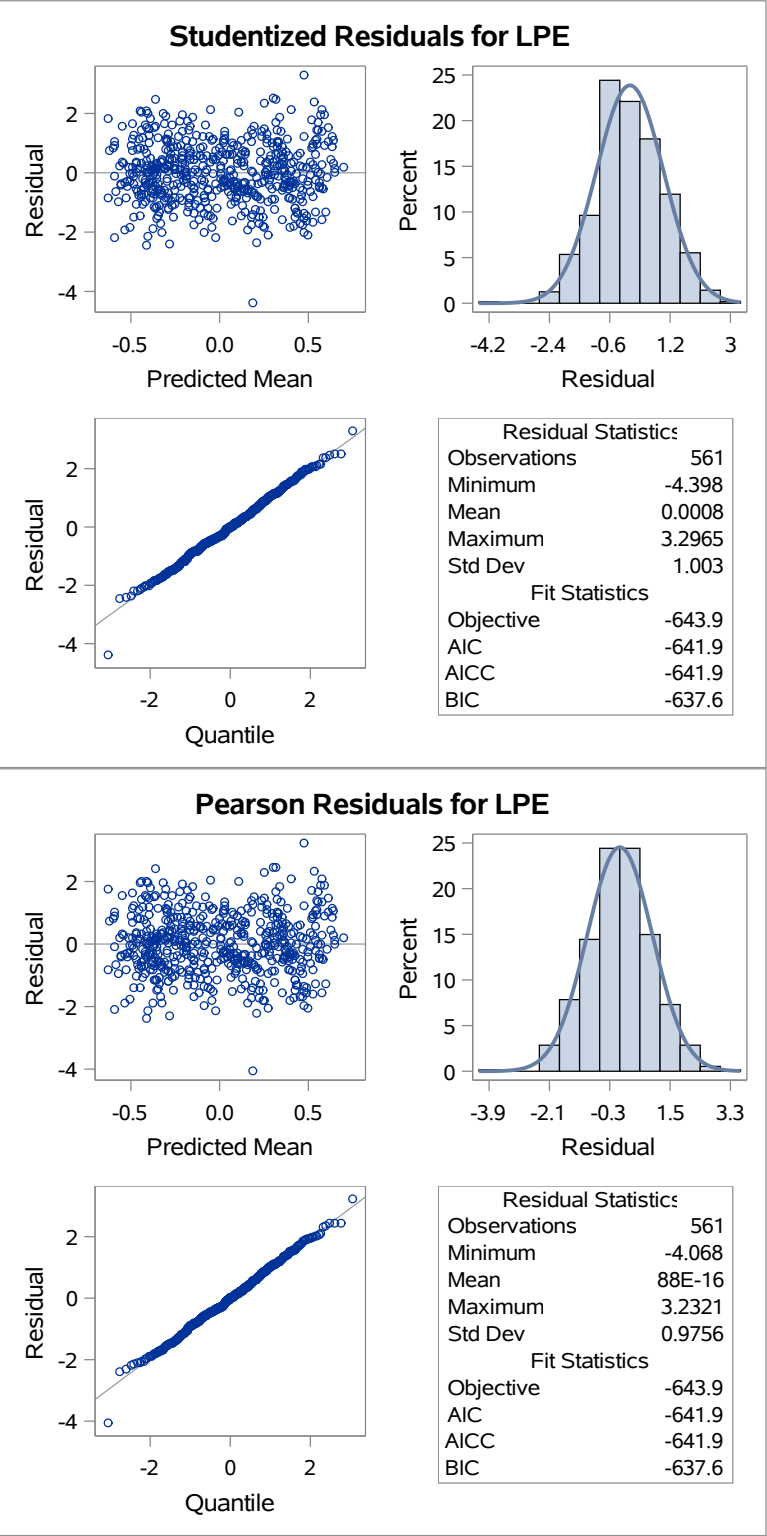 Studentized Residuals for LPE
2
0
-2
-4
Residual
-0.5 0.0 0.5
Predicted Mean
25
20
15
10
5
0
Percent
-4.2 -2.4 -0.6 1.2 3
Residual
2
0
-2
-4
Residual
-2 0 2
Quantile
Residual Statistics
Observations 561
Minimum -4.398
Mean 0.0008
Maximum 3.2965
Std Dev 1.003
Fit Statistics
Objective -643.9
AIC -641.9
AICC -641.9
BIC -637.6
Pearson Residuals for LPE
2
0
-2
-4
Residual
-0.5 0.0 0.5
Predicted Mean
25
20
15
10
5
0
Percent
-3.9 -2.1 -0.3 1.5 3.3
Residual
2
0
-2
-4
Residual
-2 0 2
Quantile
Residual Statistics
Observations 561
Minimum -4.068
Mean 88E-16
Maximum 3.2321
Std Dev 0.9756
Fit Statistics
Objective -643.9
AIC -641.9
AICC -641.9
BIC -637.6